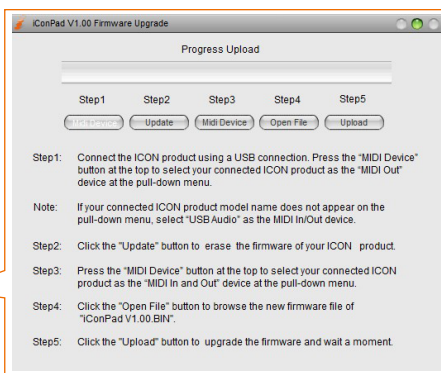 iConPad V1.00 Firmware Upgrade
Progress Upload
Step1 Step2 Step3 Step4 Step5
Midi Device Update Midi Device Open File Upload
Step1: Connect the ICON product using a USB connection. Press the “MIDI Device”
button at the top to select your connected ICON product as the “MIDI Out”
device at the pull-down menu.
Note: If your connected ICON product model name does not appear on the
pull-down menu, select “USB Audio” as the MIDI In/Out device.
Step2: Click the "Update" button to erase the firmware of your ICON product.
Step3: Press the “MIDI Device” button at the top to select your connected ICON
product as the “MIDI In and Out” device at the pull-down menu.
Step4: Click the "Open File" button to browse the new firmware file of
"iConPad V1.00.BIN".
Step5: Click the "Upload" button to upgrade the firmware and wait a moment.